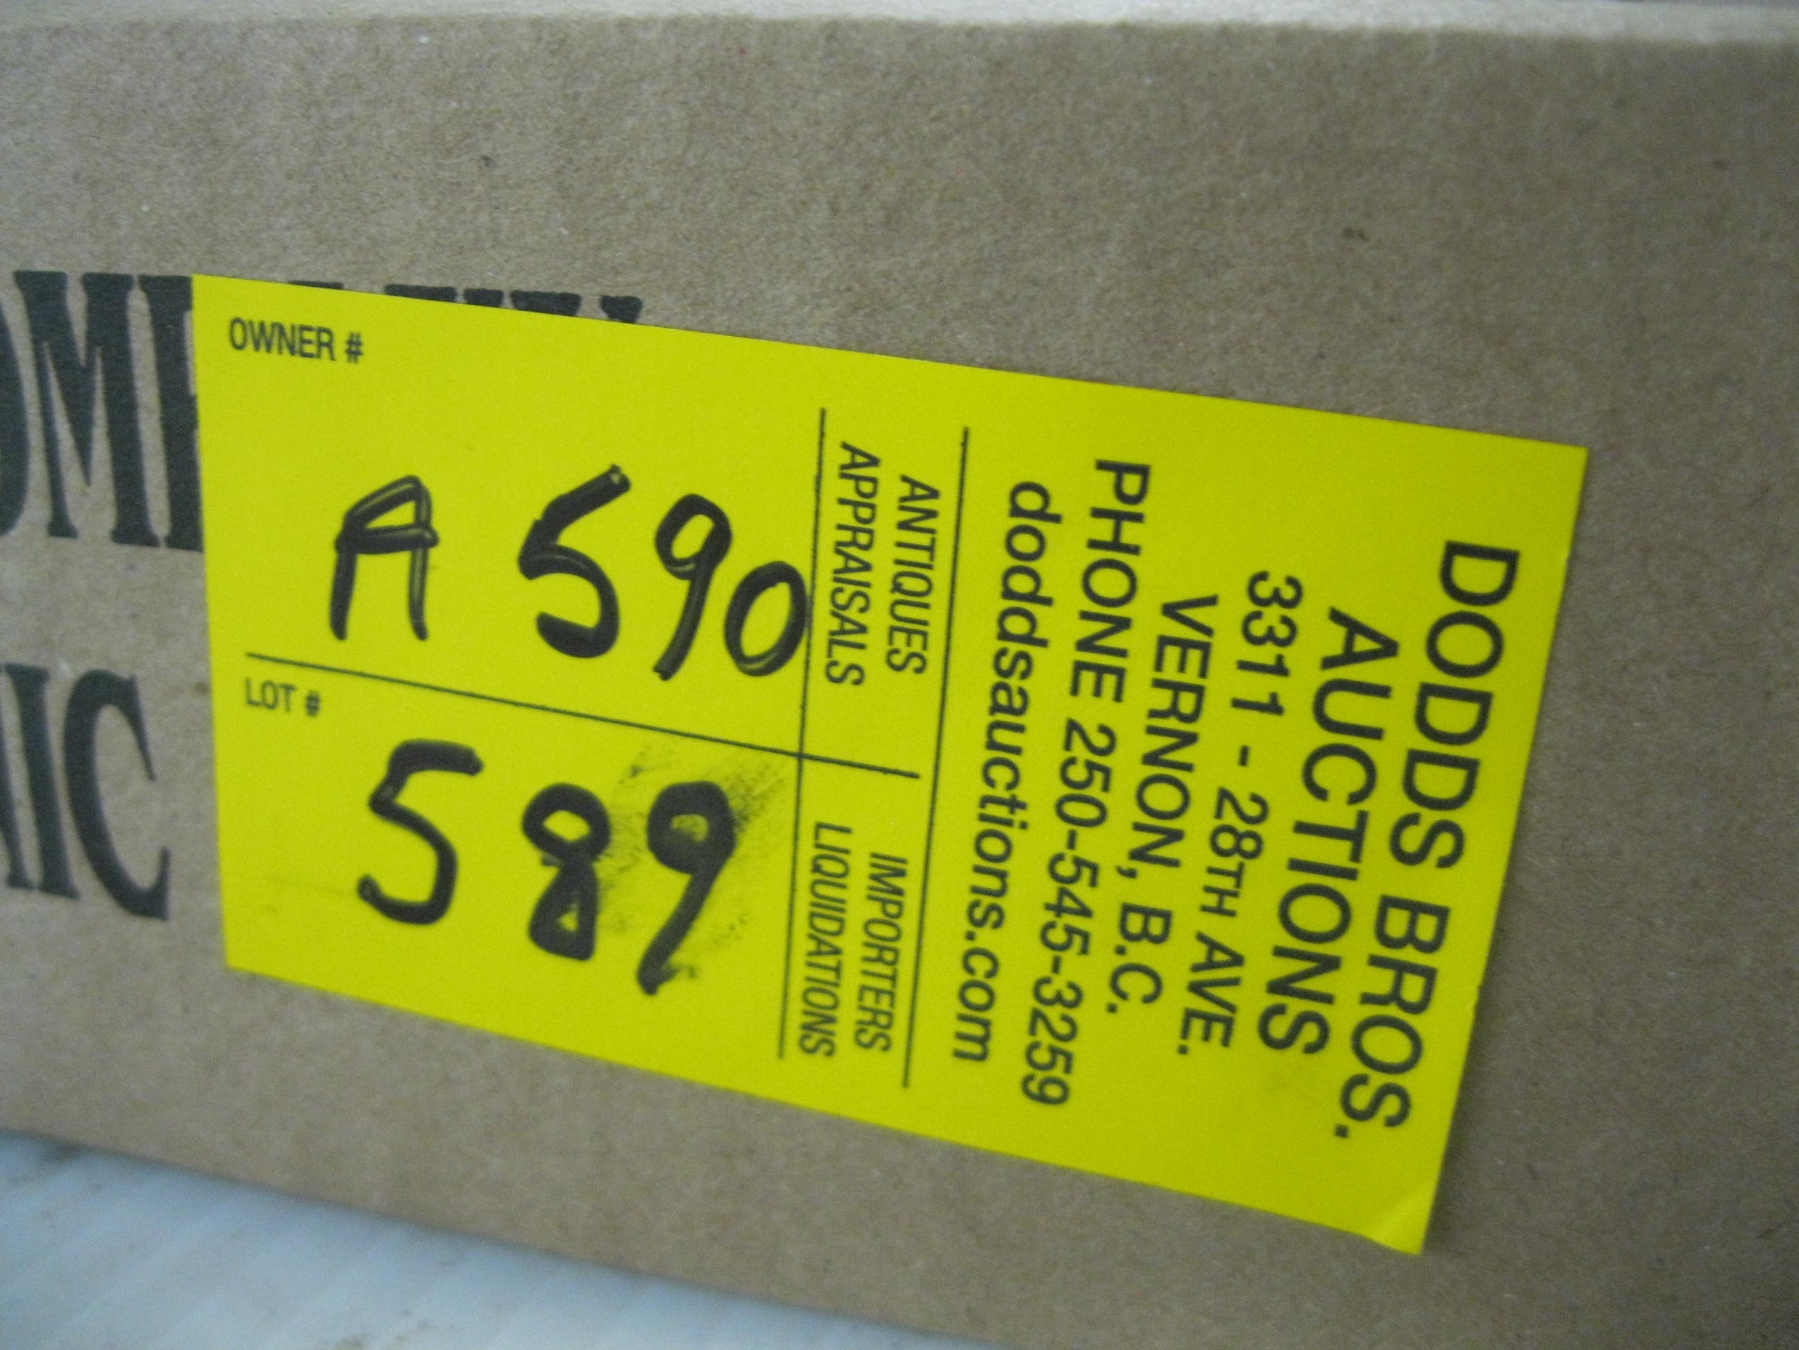 OWNER #
A 590
LOT #
589
ANTIQUES
APPRAISALS
IMPORTERS
LIQUIDATIONS
DODDS BROS.
AUCTIONS
3311 - 28TH AVE.
VERNON, B.C.
PHONE 250-545-3259
doddsauctions.com